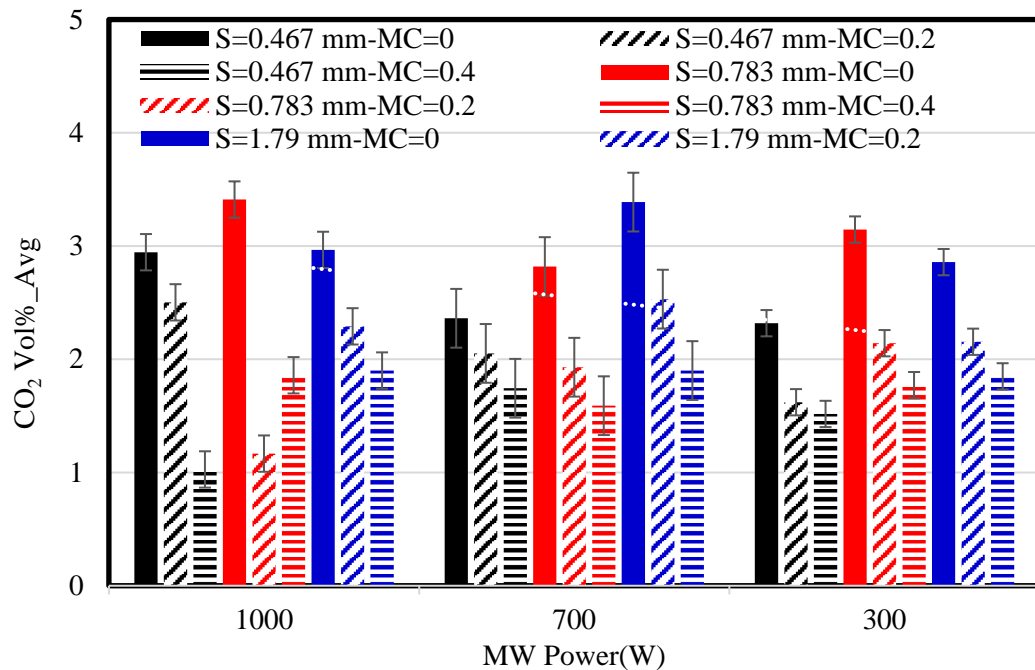 5
S=0.467 mm-MC=0
S=0.467 mm-MC=0.2
S=0.467 mm-MC=0.4
S=0.783 mm-MC=0
S=0.783 mm-MC=0.2
S=0.783 mm-MC=0.4
S=1.79 mm-MC=0
S=1.79 mm-MC=0.2
4
3
2
1
0
CO₂ Vol%_Avg
1000
700
300
MW Power(W)